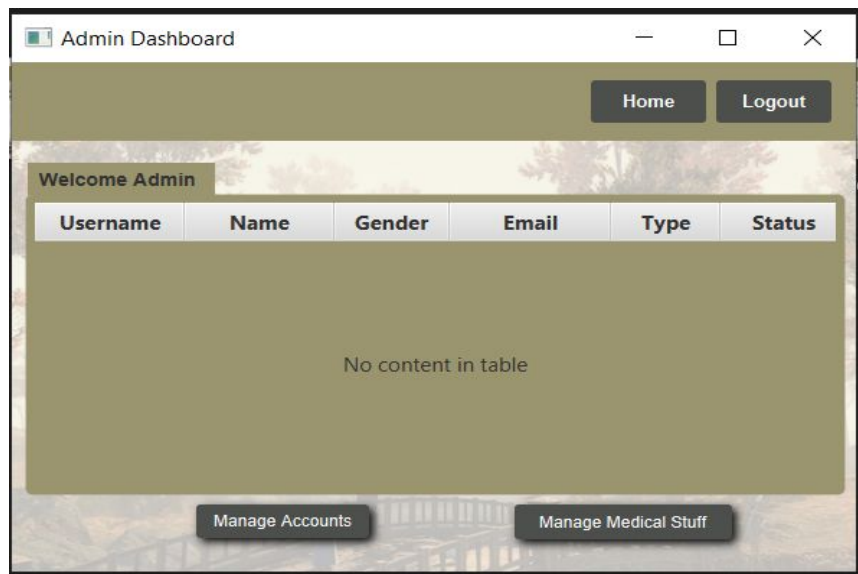 Admin Dashboard
Home Logout
Welcome Admin
Username Name Gender Email Type Status
No content in table
Manage Accounts Manage Medical Stuff